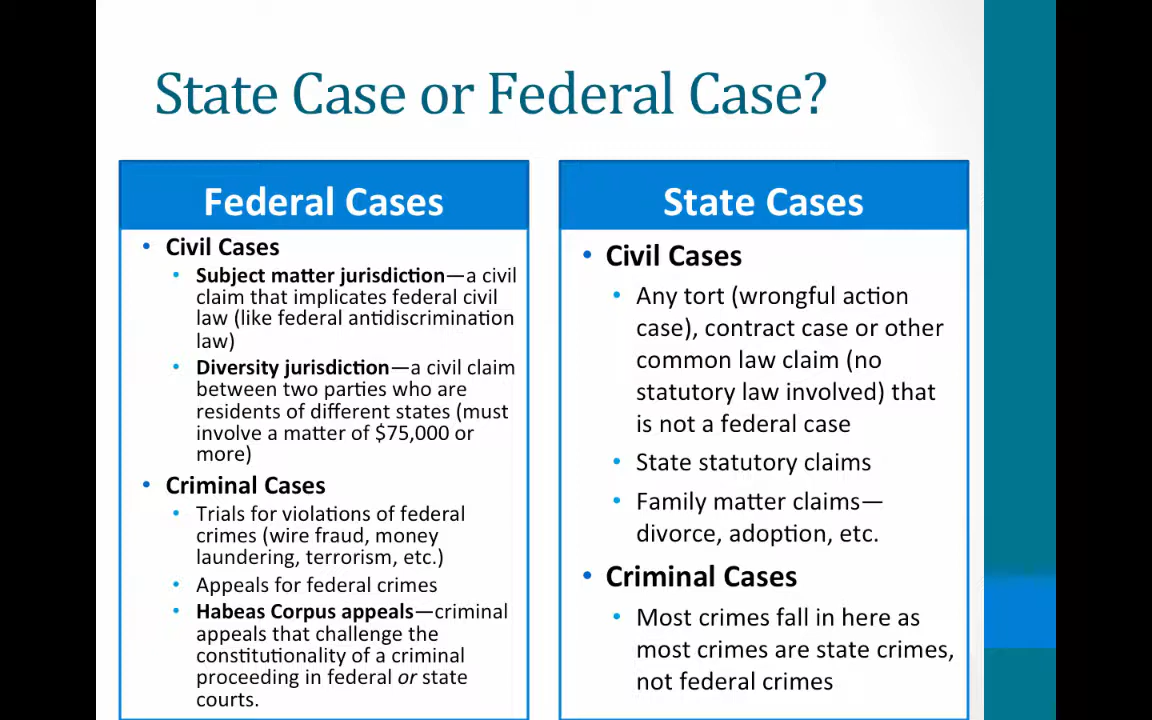 State Case or Federal Case?
Federal Cases
• Civil Cases
• Subject matter jurisdiction—a civil
claim that implicates federal civil
law (like federal antidiscrimination
law)
• Diversity jurisdiction—a civil claim
between two parties who are
residents of different states (must
involve a matter of $75,000 or
more)
• Criminal Cases
• Trials for violations of federal
crimes (wire fraud, money
laundering, terrorism, etc.)
• Appeals for federal crimes
• Habeas Corpus appeals—criminal
appeals that challenge the
constitutionality of a criminal
proceeding in federal or state
courts.
State Cases
• Civil Cases
• Any tort (wrongful action
case), contract case or other
common law claim (no
statutory law involved) that
is not a federal case
• State statutory claims
• Family matter claims—
divorce, adoption, etc.
• Criminal Cases
• Most crimes fall in here as
most crimes are state crimes,
not federal crimes